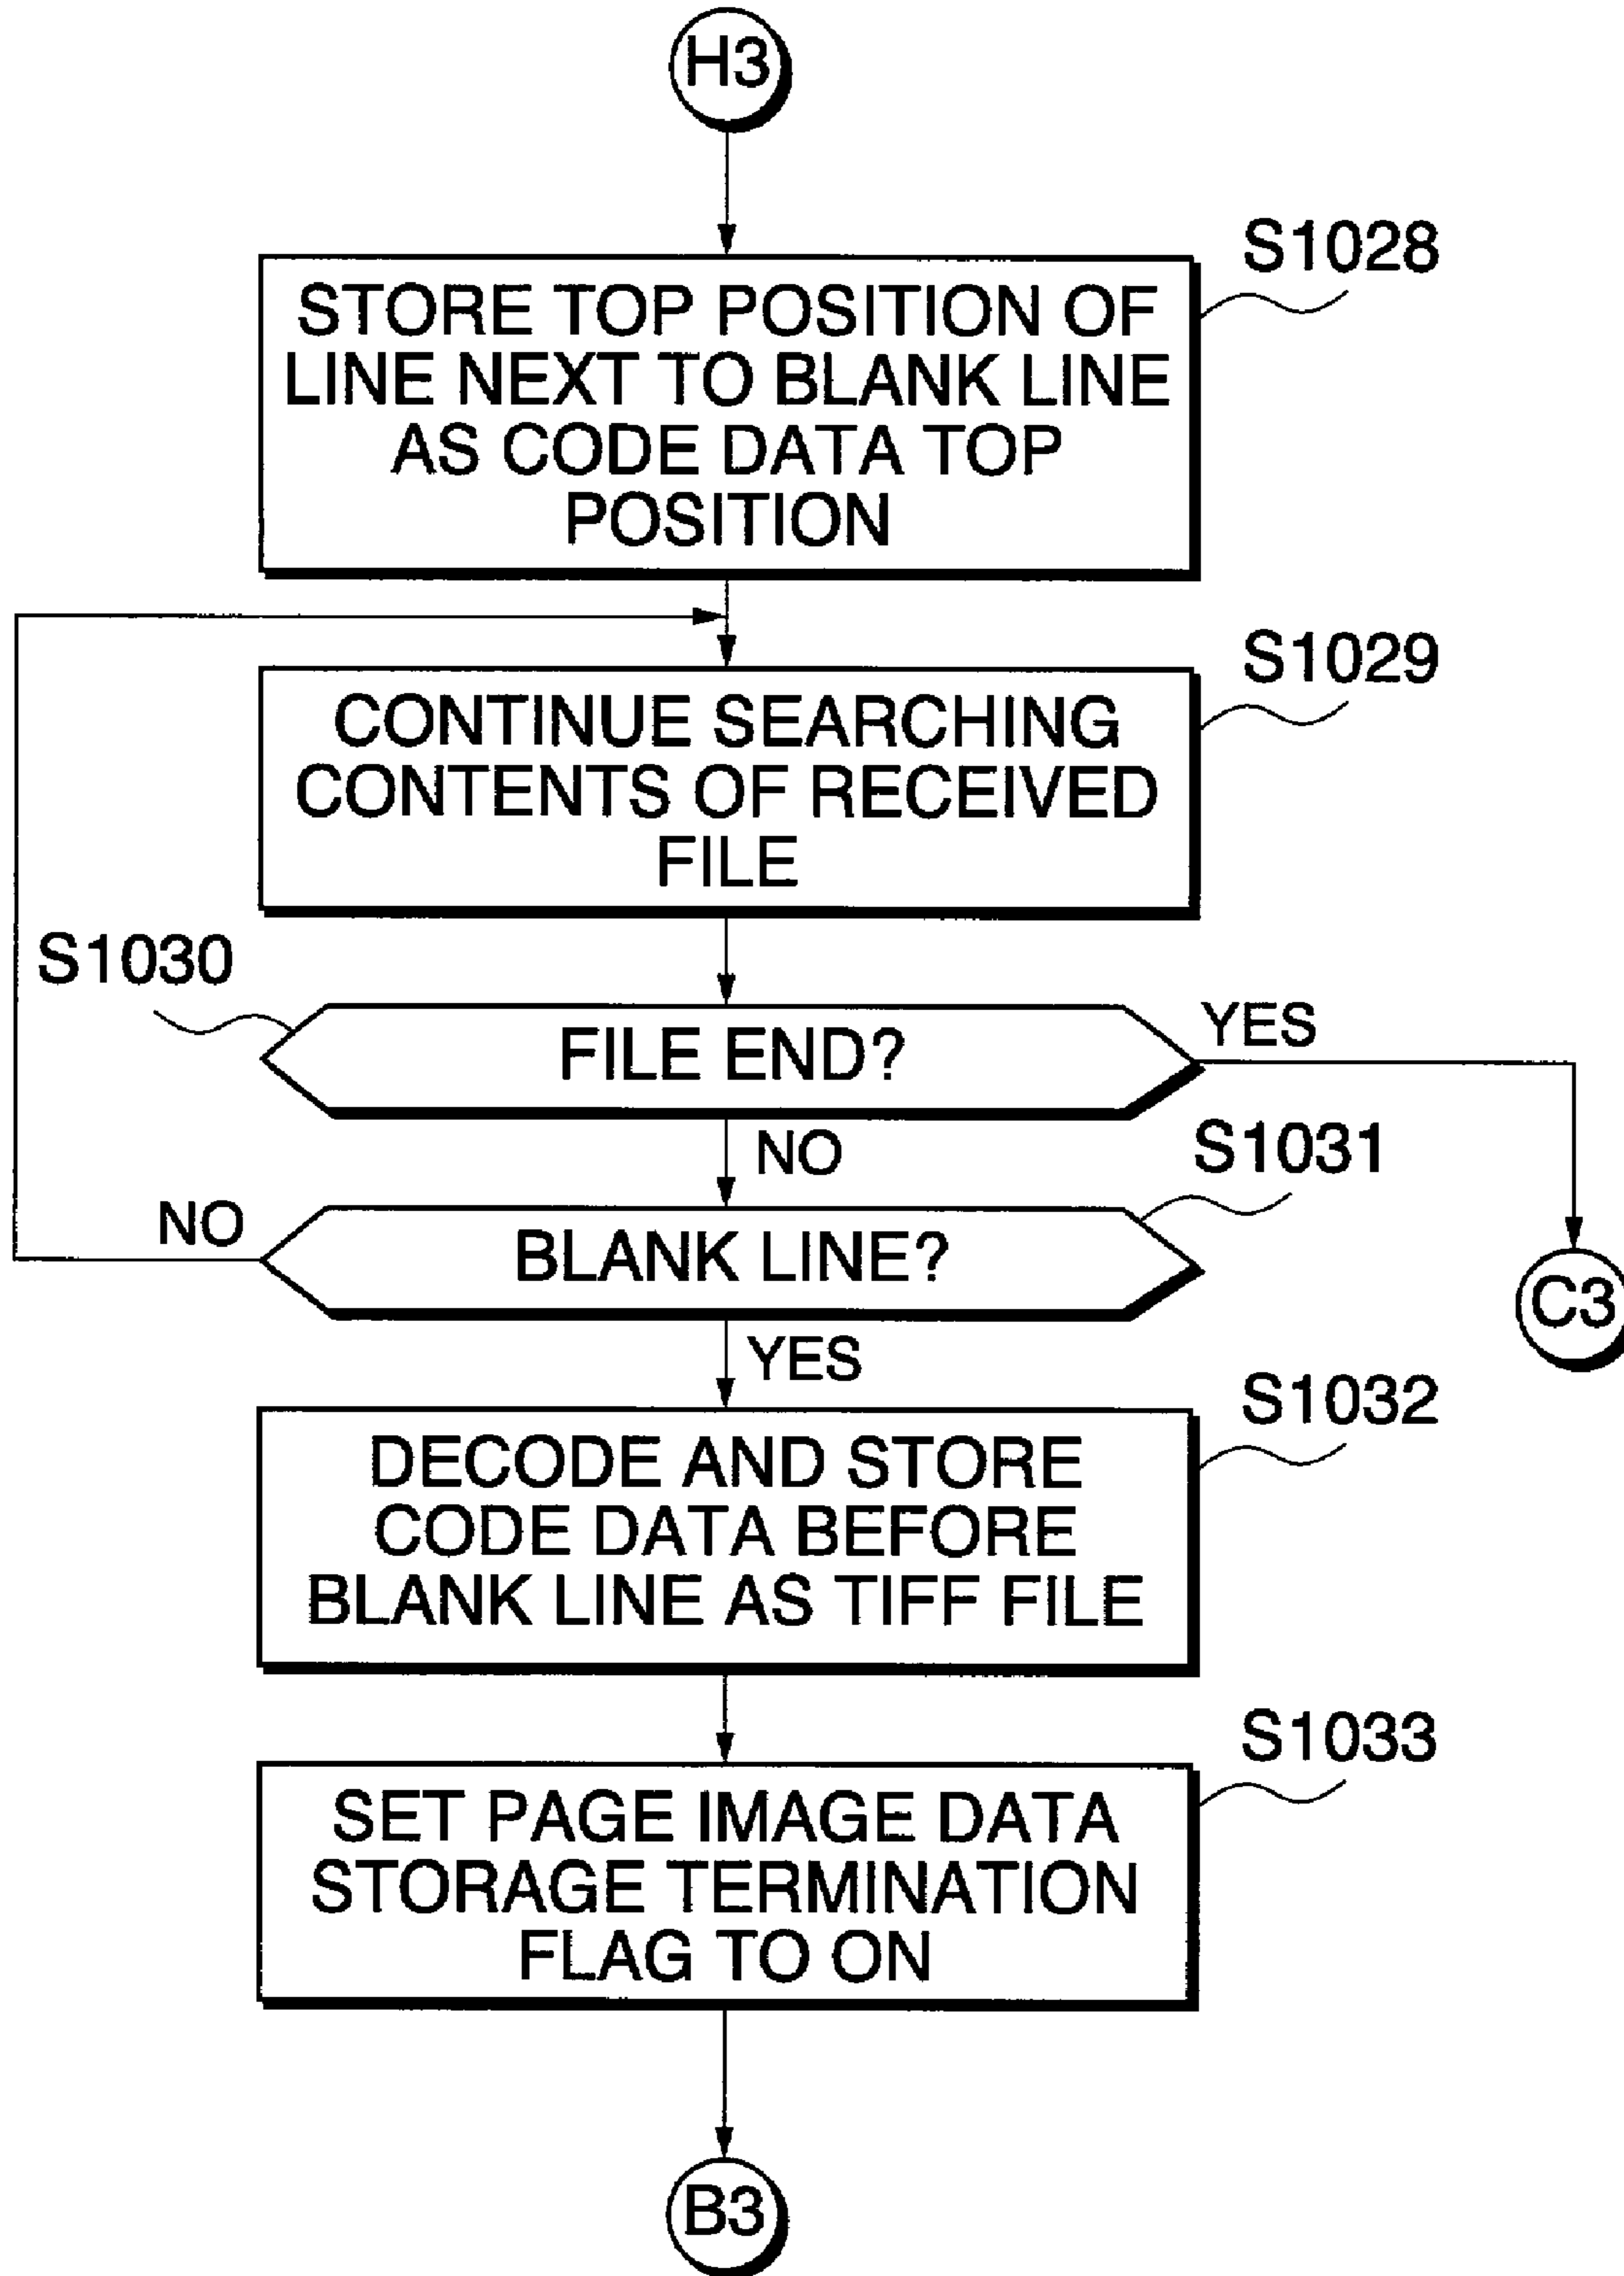 H3
S1028
STORE TOP POSITION OF
LINE NEXT TO BLANK LINE
AS CODE DATA TOP
POSITION
S1029
CONTINUE SEARCHING
CONTENTS OF RECEIVED
FILE
S1030
FILE END?
YES
NO
S1031
BLANK LINE?
NO
C3
YES
S1032
DECODE AND STORE
CODE DATA BEFORE
BLANK LINE AS TIFF FILE
S1033
SET PAGE IMAGE DATA
STORAGE TERMINATION
FLAG TO ON
B3